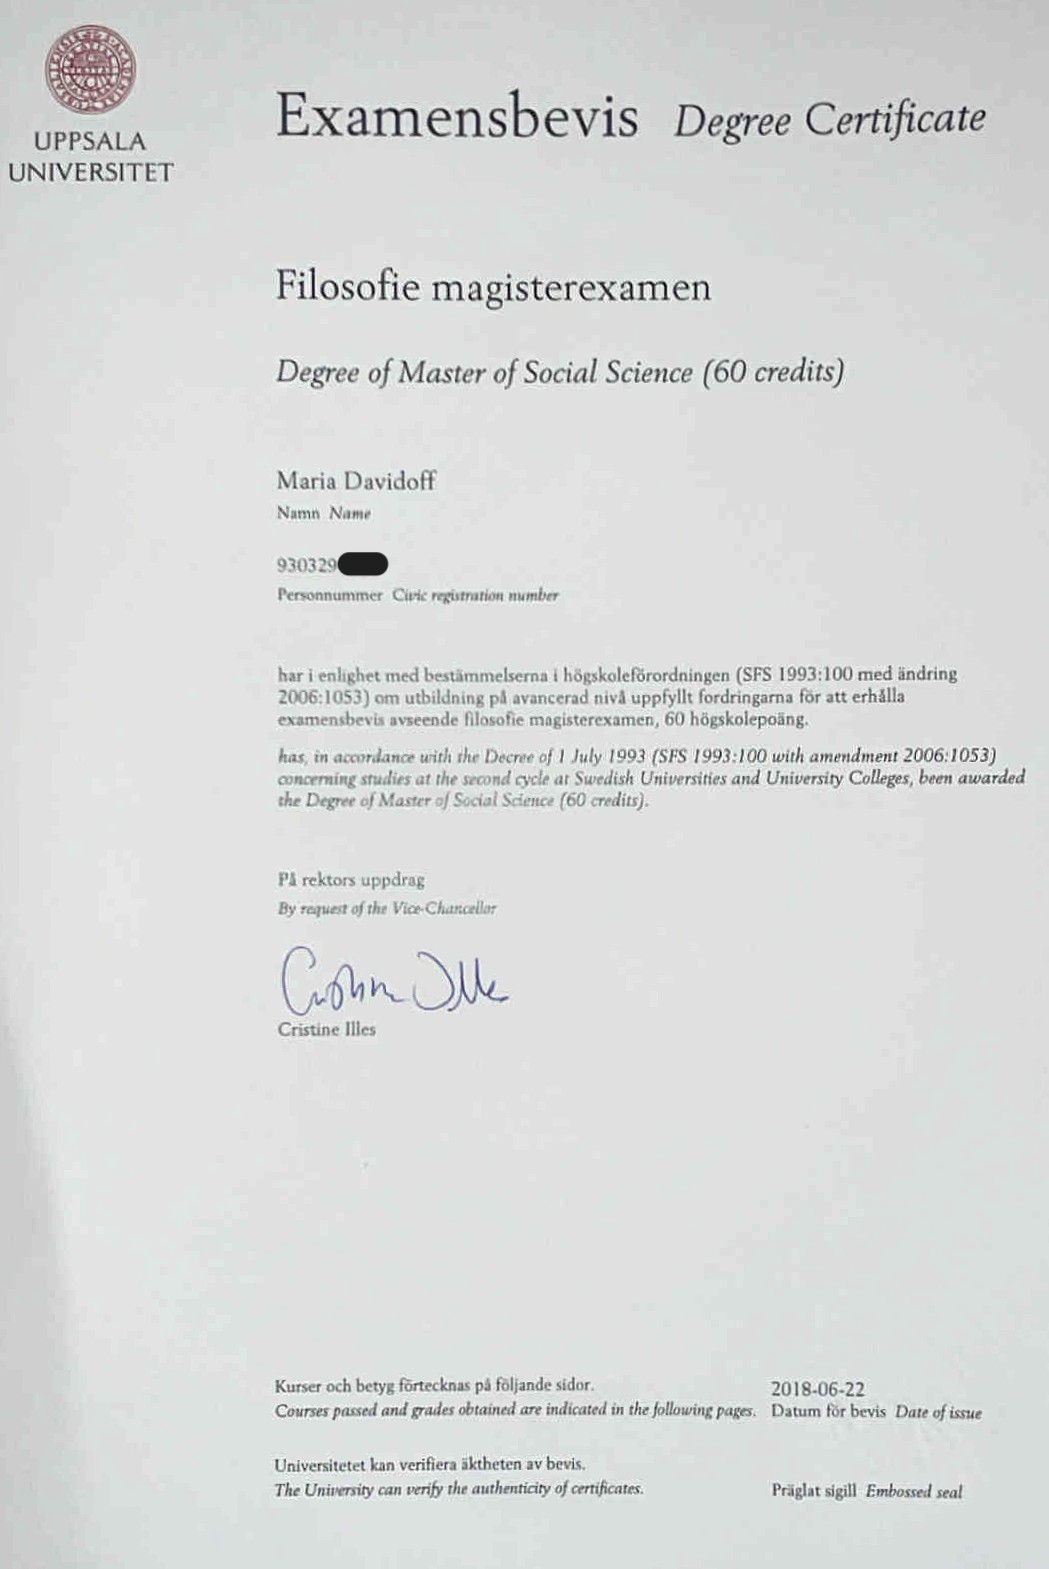 UPPSALA
UNIVERSITET
Examensbevis Degree Certificate
Filosofie magisterexamen
Degree of Master of Social Science (60 credits)
Maria Davidoff
Namn Name
930329
Personnummer Civic registration number
har i enlighet med bestämmelserna i högskoleförordningen (SFS 1993:100 med ändring
2006:1053) om utbildning på avancerad nivå uppfyllt fordringarna för att erhålla
examensbevis avseende filosofie magisterexamen, 60 högskolepoäng.
has, in accordance with the Decree of 1 July 1993 (SFS 1993:100 with amendment 2006:1053)
concerning studies at the second cycle at Swedish Universities and University Colleges, been awarded
the Degree of Master of Social Science (60 credits).
På rektors uppdrag
By request of the Vice-Chancellor
Cristine Illes
Kurser och betyg förtecknas på följande sidor.
Courses passed and grades obtained are indicated in the following pages.
2018-06-22
Datum för bevis Date of issue
Universitetet kan verifiera äktheten av bevis.
The University can verify the authenticity of certificates.
Präglat sigill Embossed seal